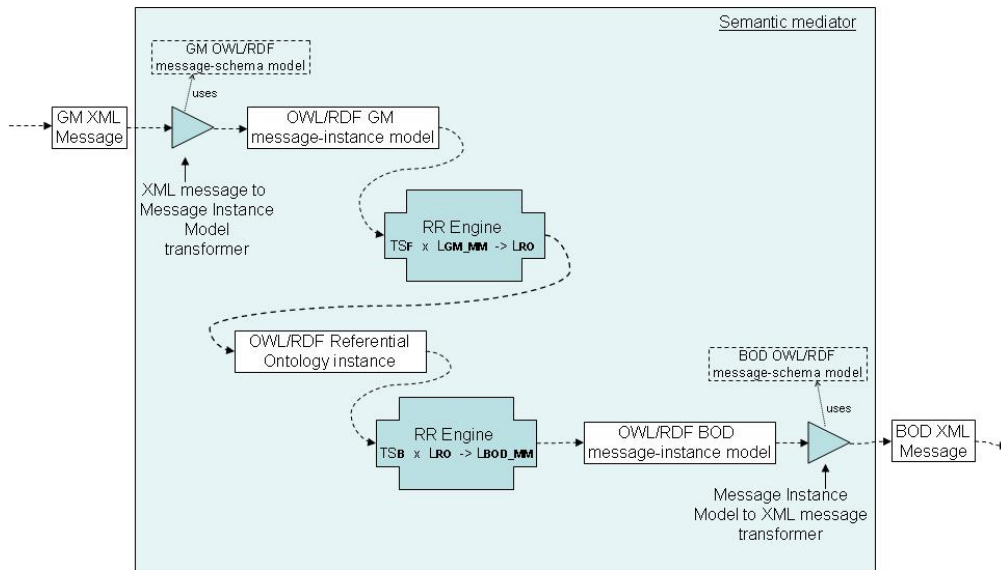 Semantic mediator
GM OWL/RDF
message-schema model
uses
GM XML
Message
OWL/RDF GM
message-instance model
XML message to
Message Instance
Model
transformer
RR Engine
TSF x LGM_MM -> LRO
OWL/RDF Referential
Ontology instance
BOD OWL/RDF
message-schema model
uses
RR Engine
TSB x LRO -> LBOD_MM
OWL/RDF BOD
message-instance model
BOD XML
Message
Message Instance
Model to XML message
transformer